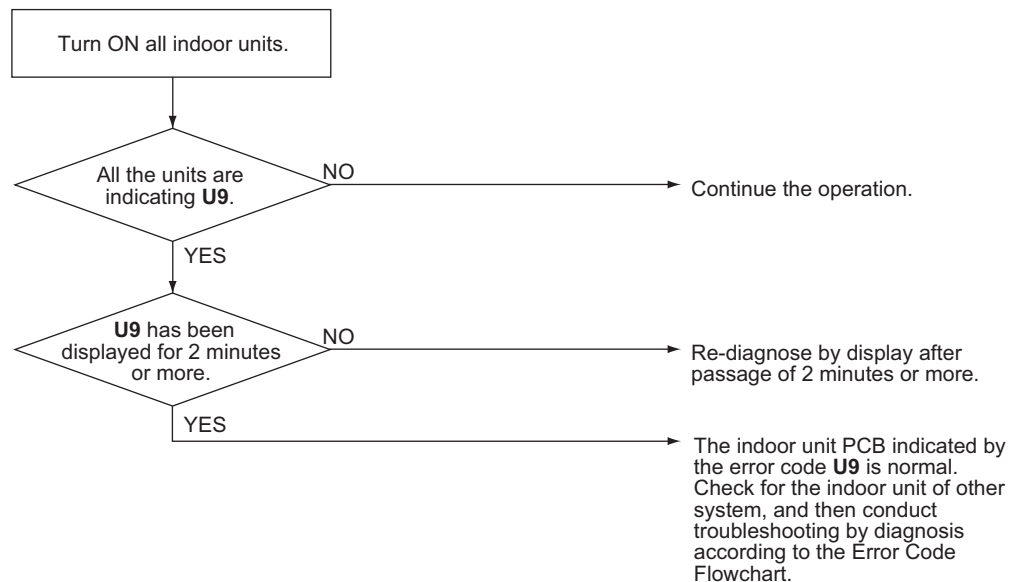 Turn ON all indoor units.
All the units are
indicating U9.
NO
Continue the operation.
YES
U9 has been
displayed for 2 minutes
or more.
NO
Re-diagnose by display after
passage of 2 minutes or more.
YES
The indoor unit PCB indicated by
the error code U9 is normal.
Check for the indoor unit of other
system, and then conduct
troubleshooting by diagnosis
according to the Error Code
Flowchart.